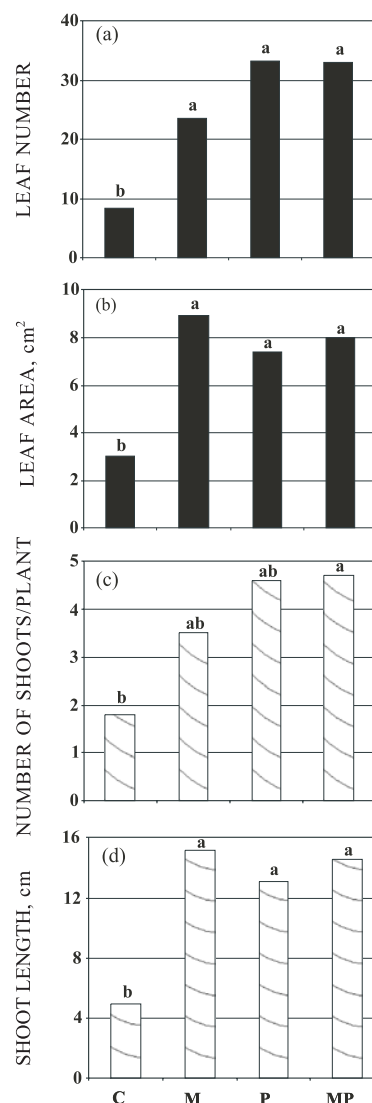 (a)
LEAF NUMBER
40
30
20
10
0
b
a
a
a
(b)
LEAF AREA, cm²
10
8
6
4
2
0
b
a
a
a
(c)
NUMBER OF SHOOTS/PLANT
5
4
3
2
1
0
b
ab
ab
a
(d)
SHOOT LENGTH, cm
16
12
8
4
0
b
a
a
a
C M P MP